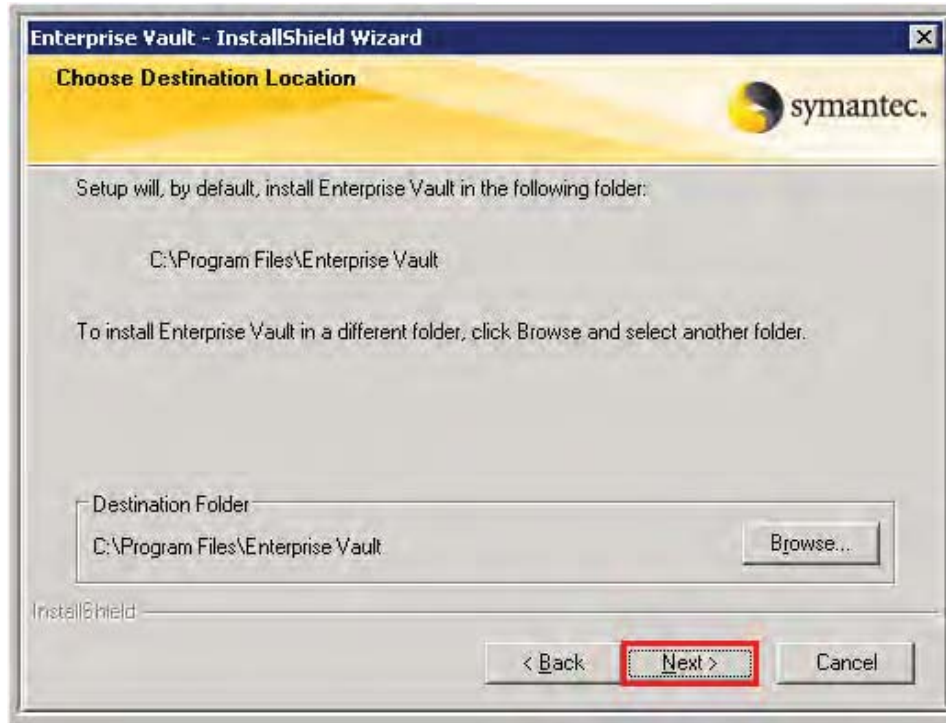 Enterprise Vault - InstallShield Wizard
Choose Destination Location
symantec.
Setup will, by default, install Enterprise Vault in the following folder:
C:\Program Files\Enterprise Vault
To install Enterprise Vault in a different folder, click Browse and select another folder.
Destination Folder
C:\Program Files\Enterprise Vault
Browse...
InstallShield
< Back
Next >
Cancel